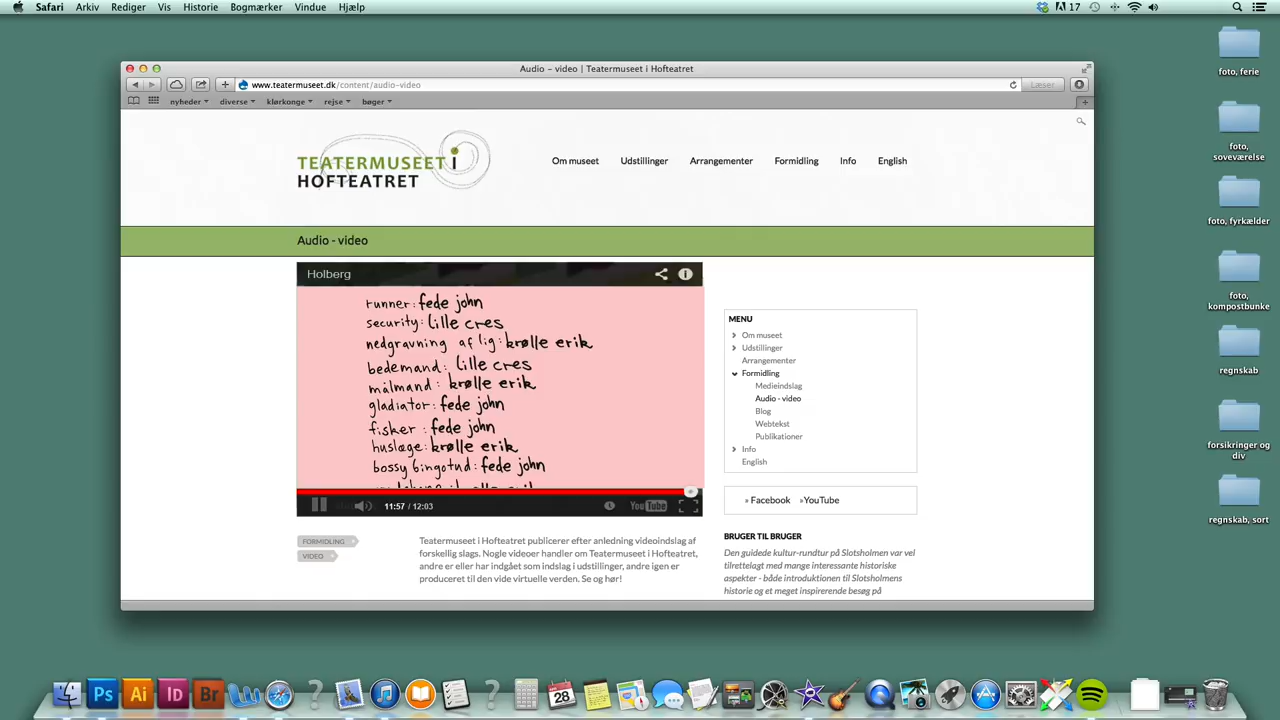 Safari Arkiv Rediger Vis Historie Bogmærker Vindue Hjælp
17
Audio – video | Teatermuseet i Hofteatret
www.teatermuseet.dk/content/audio-video
Læser
nyheder diverse klørkonge rejse bøger
TEATERMUSEET i
HOFTEATRET
Om museet Udstillinger Arrangementer Formidling Info English
Audio - video
Holberg
runner: fede john
security: lille cres
nedgravning af lig: krølle erik
bedemand: lille cres
målmand: krølle erik
gladiator: fede john
fisker: fede john
huslæge: krølle erik
bossy bingotud: fede john
11:57 / 12:03
YouTube
MENU
Om museet
Udstillinger
Arrangementer
Formidling
Medieindslag
Audio - video
Blog
Webtekst
Publikationer
Info
English
» Facebook »YouTube
FORMIDLING
VIDEO
Teatermuseet i Hofteatret publicerer efter anledning videoindslag af
forskellig slags. Nogle videoer handler om Teatermuseet i Hofteatret,
andre er eller har indgået som indslag i udstillinger, andre igen er
produceret til den vide virtuelle verden. Se og hør!
BRUGER TIL BRUGER
Den guidede kultur-rundtur på Slotsholmen var vel
tilrettelagt med mange interessante historiske
aspekter - både introduktionen til Slotsholmens
historie og et meget inspirerende besøg på
foto, ferie
foto,
soveværelse
foto, fyrkælder
foto,
kompostbunke
regnskab
forsikringer og
div
regnskab, sort
Ps Ai Id Br
28